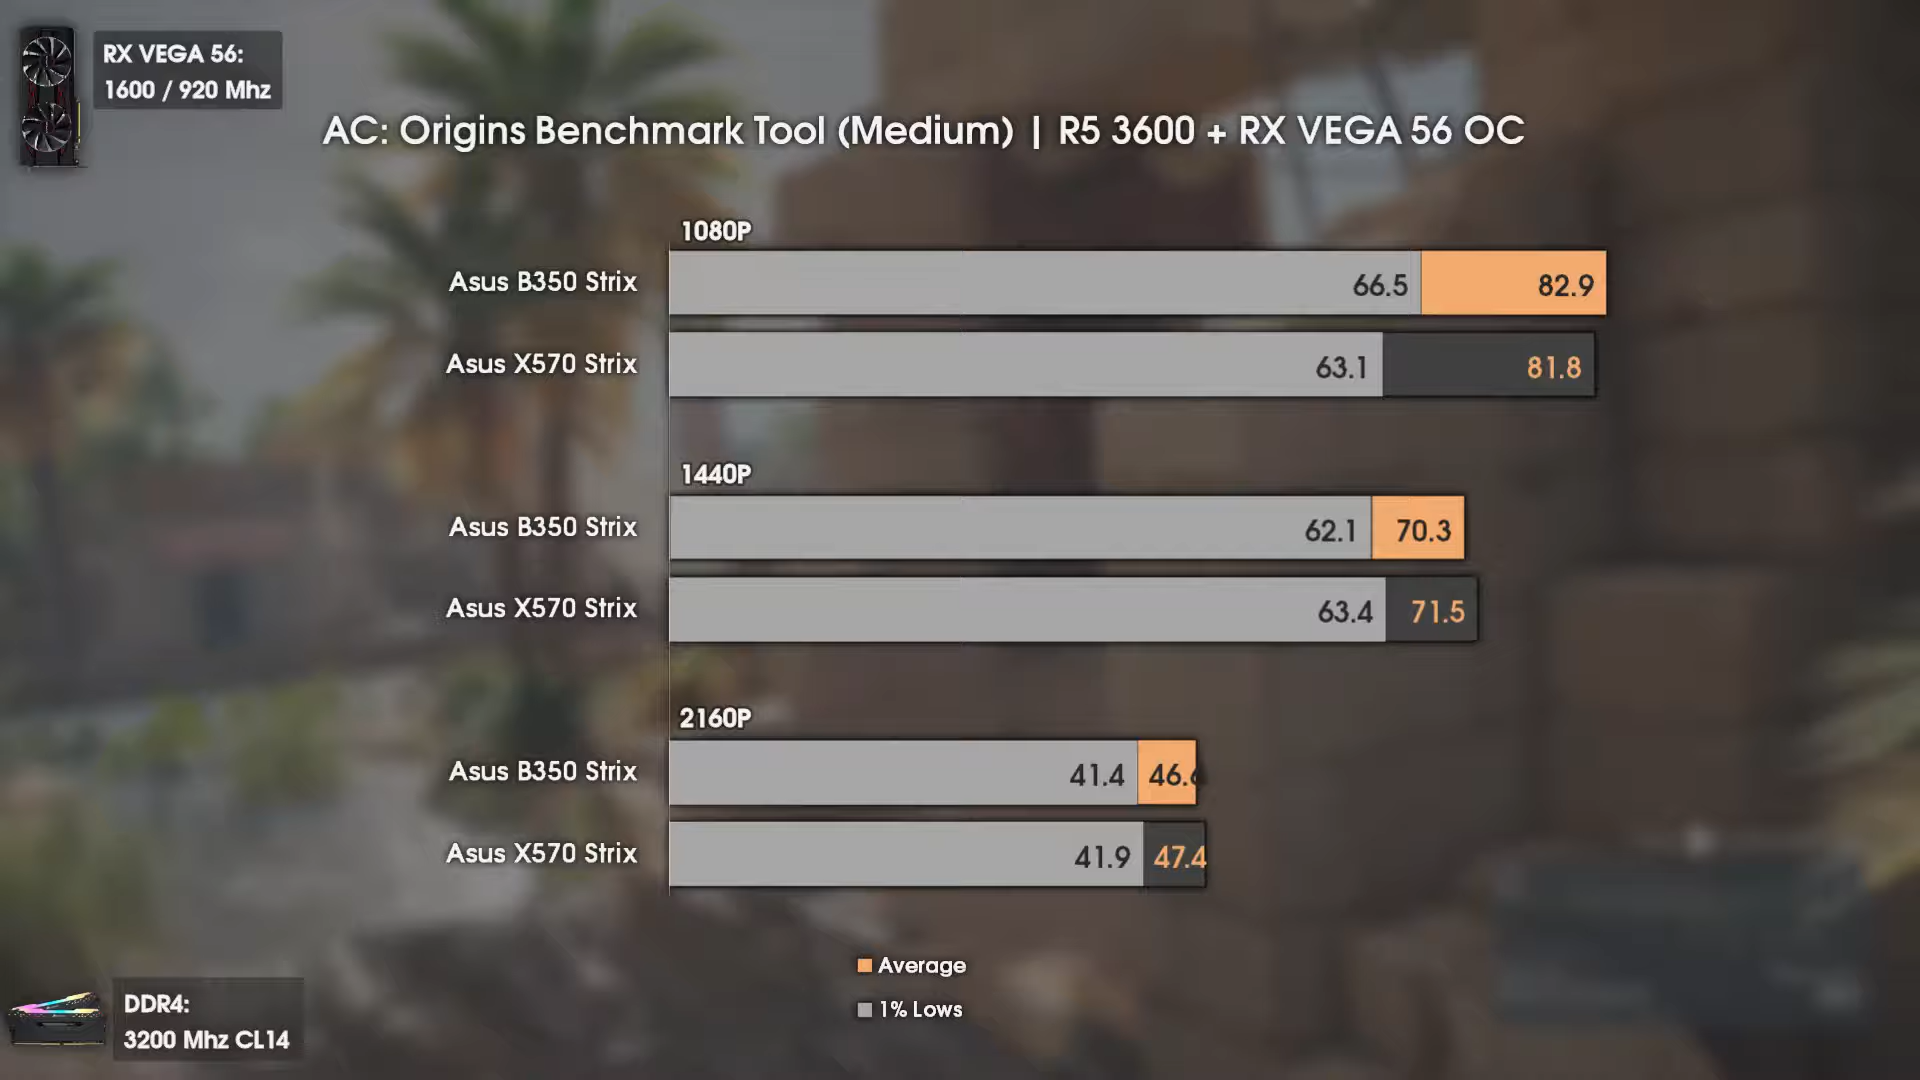 RX VEGA 56:
1600 / 920 Mhz
AC: Origins Benchmark Tool (Medium) | R5 3600 + RX VEGA 56 OC
1080P
Asus B350 Strix 66.5 82.9
Asus X570 Strix 63.1 81.8
1440P
Asus B350 Strix 62.1 70.3
Asus X570 Strix 63.4 71.5
2160P
Asus B350 Strix 41.4 46.6
Asus X570 Strix 41.9 47.4
Average
1% Lows
DDR4:
3200 Mhz CL14